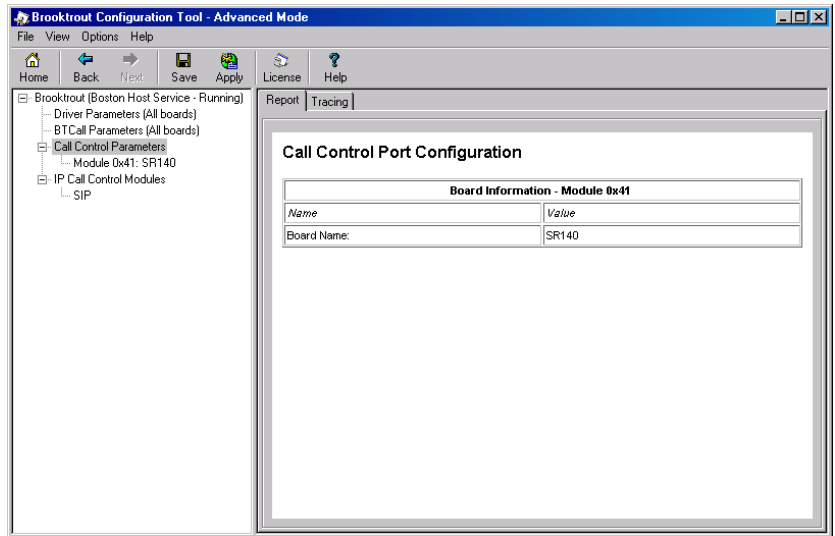 Brooktrout Configuration Tool - Advanced Mode
File View Options Help
Home Back Next Save Apply License Help
Brooktrout (Boston Host Service - Running)
Driver Parameters (All boards)
BTCall Parameters (All boards)
Call Control Parameters
Module 0x41: SR140
IP Call Control Modules
SIP
Report Tracing
Call Control Port Configuration
Board Information - Module 0x41
Name Value
Board Name: SR140